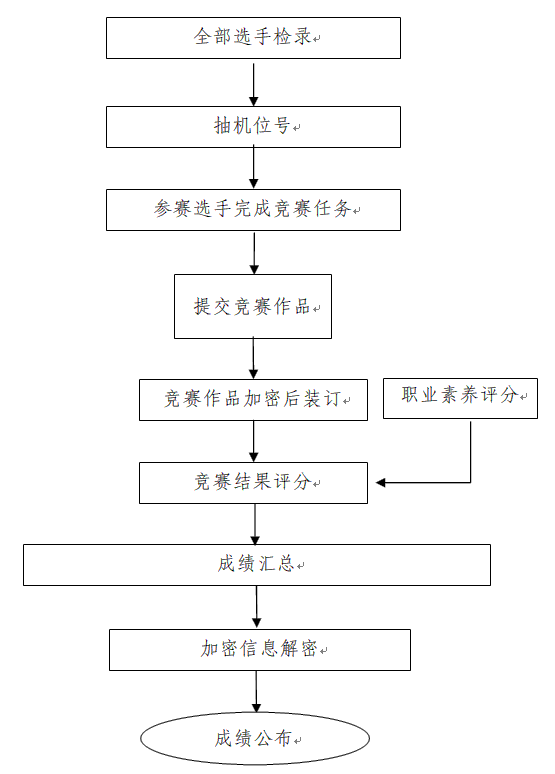 全部选手检录
抽机位号
参赛选手完成竞赛任务
提交竞赛作品
竞赛作品加密后装订
职业素养评分
竞赛结果评分
成绩汇总
加密信息解密
成绩公布